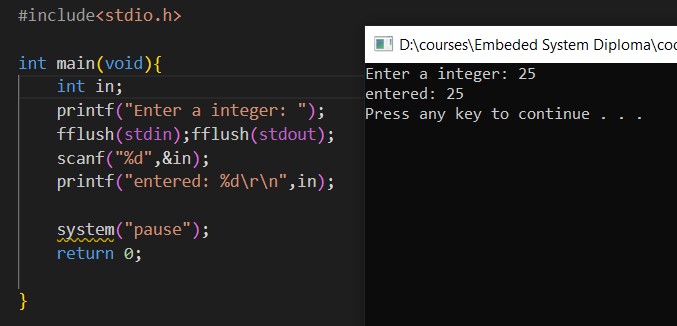 #include<stdio.h>
int main(void){
int in;
printf("Enter a integer: ");
fflush(stdin);fflush(stdout);
scanf("%d",&in);
printf("entered: %d\r\n",in);
system("pause");
return 0;
}
D:\courses\Embeded System Diploma\co
Enter a integer: 25
entered: 25
Press any key to continue . . .